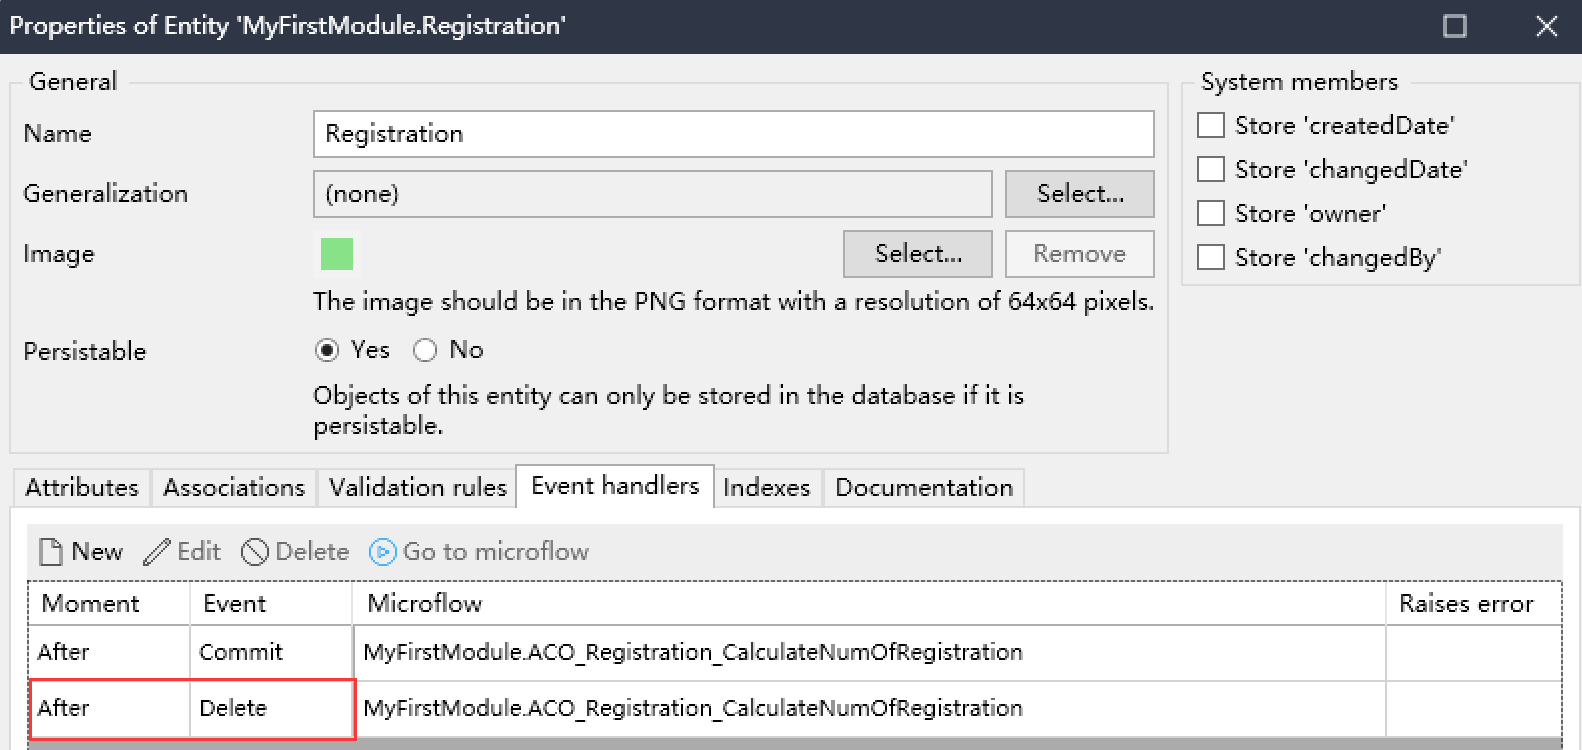 Properties of Entity 'MyFirstModule.Registration'
General
Name
Registration
Generalization
(none)
Select...
Image
Select...
Remove
The image should be in the PNG format with a resolution of 64x64 pixels.
Persistable
Yes
No
Objects of this entity can only be stored in the database if it is
persistable.
System members
Store 'createdDate'
Store 'changedDate'
Store 'owner'
Store 'changedBy'
Attributes
Associations
Validation rules
Event handlers
Indexes
Documentation
New
Edit
Delete
Go to microflow
Moment
Event
Microflow
Raises error
After
Commit
MyFirstModule.ACO_Registration_CalculateNumOfRegistration
After
Delete
MyFirstModule.ACO_Registration_CalculateNumOfRegistration